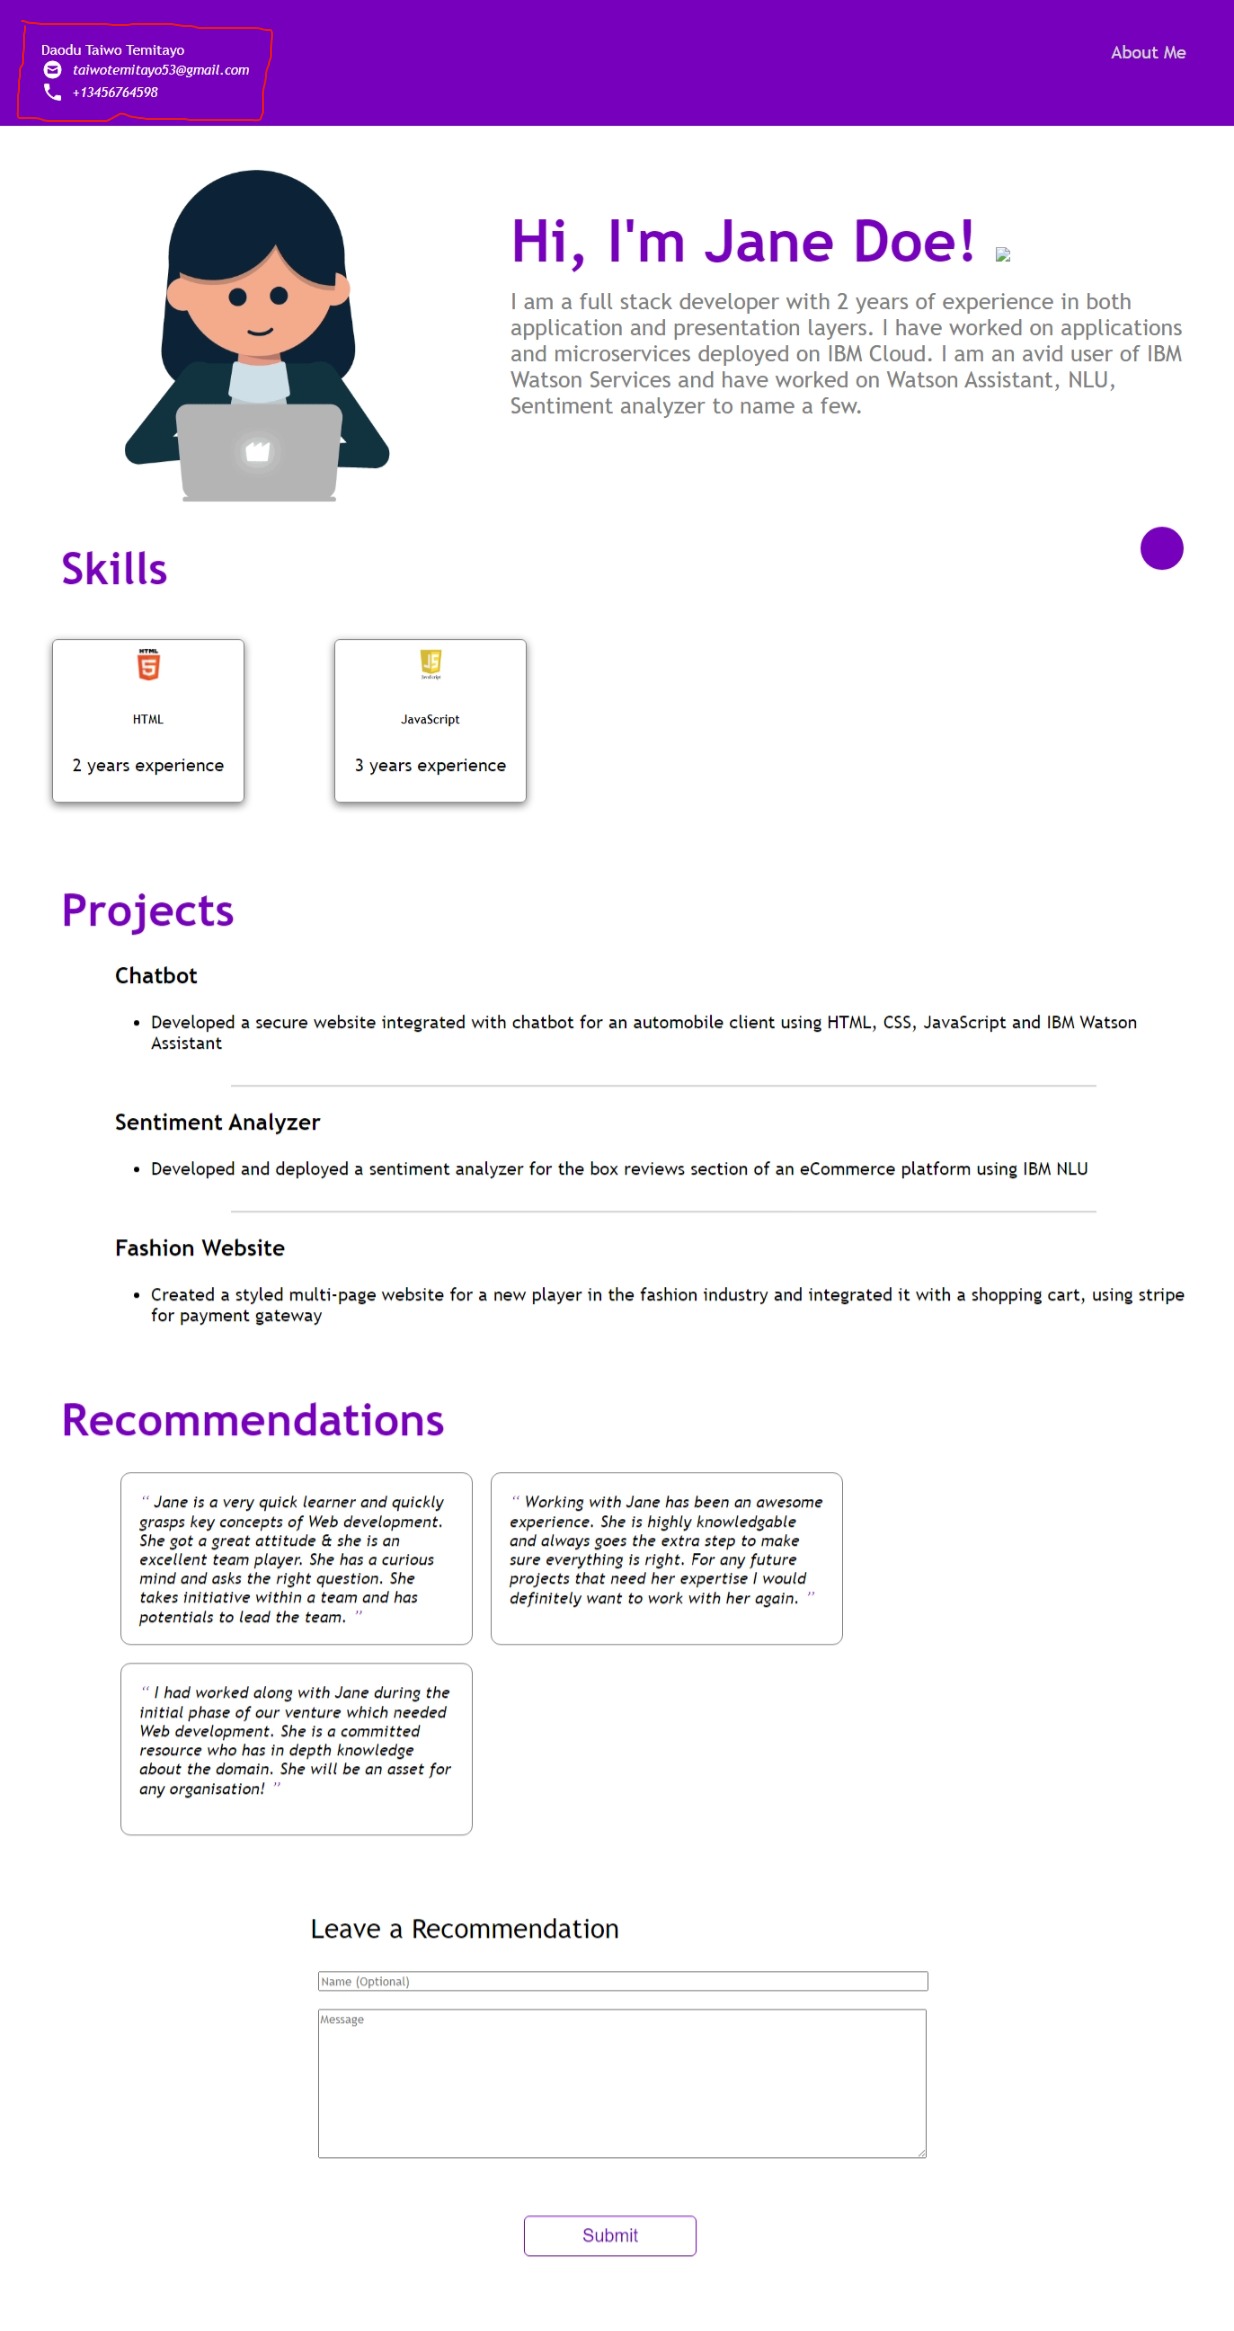 Daodu Taiwo Temitayo
taiwotemitayo53@gmail.com
+13456764598
About Me
Hi, I'm Jane Doe!
I am a full stack developer with 2 years of experience in both
application and presentation layers. I have worked on applications
and microservices deployed on IBM Cloud. I am an avid user of IBM
Watson Services and have worked on Watson Assistant, NLU,
Sentiment analyzer to name a few.
Skills
HTML
5
HTML
2 years experience
JS
JavaScript
JavaScript
3 years experience
Projects
Chatbot
• Developed a secure website integrated with chatbot for an automobile client using HTML, CSS, JavaScript and IBM Watson
Assistant
Sentiment Analyzer
• Developed and deployed a sentiment analyzer for the box reviews section of an eCommerce platform using IBM NLU
Fashion Website
• Created a styled multi-page website for a new player in the fashion industry and integrated it with a shopping cart, using stripe
for payment gateway
Recommendations
“ Jane is a very quick learner and quickly
grasps key concepts of Web development.
She got a great attitude & she is an
excellent team player. She has a curious
mind and asks the right question. She
takes initiative within a team and has
potentials to lead the team. ”
“ Working with Jane has been an awesome
experience. She is highly knowledgable
and always goes the extra step to make
sure everything is right. For any future
projects that need her expertise I would
definitely want to work with her again. ”
“ I had worked along with Jane during the
initial phase of our venture which needed
Web development. She is a committed
resource who has in depth knowledge
about the domain. She will be an asset for
any organisation! ”
Leave a Recommendation
Name (Optional)
Message
Submit